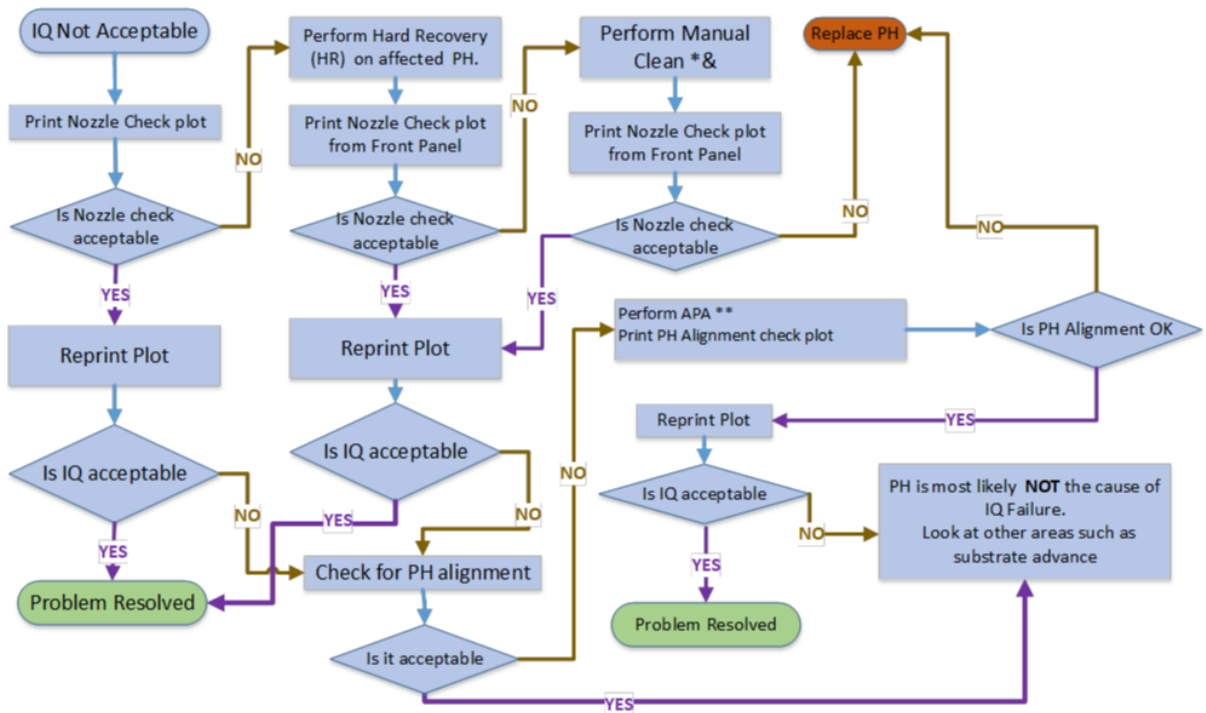 IQ Not Acceptable
Print Nozzle Check plot
Is Nozzle check
acceptable
NO
YES
Reprint Plot
Is IQ acceptable
NO
YES
Problem Resolved
Perform Hard Recovery
(HR) on affected PH.
Print Nozzle Check plot
from Front Panel
Is Nozzle check
acceptable
NO
YES
Reprint Plot
Is IQ acceptable
YES
NO
Check for PH alignment
Is it acceptable
NO
YES
Perform Manual
Clean *&
Print Nozzle Check plot
from Front Panel
Is Nozzle check
acceptable
NO
YES
Replace PH
Perform APA **
Print PH Alignment check plot
Is PH Alignment OK
NO
YES
Reprint Plot
Is IQ acceptable
NO
YES
Problem Resolved
PH is most likely NOT the cause of
IQ Failure.
Look at other areas such as
substrate advance